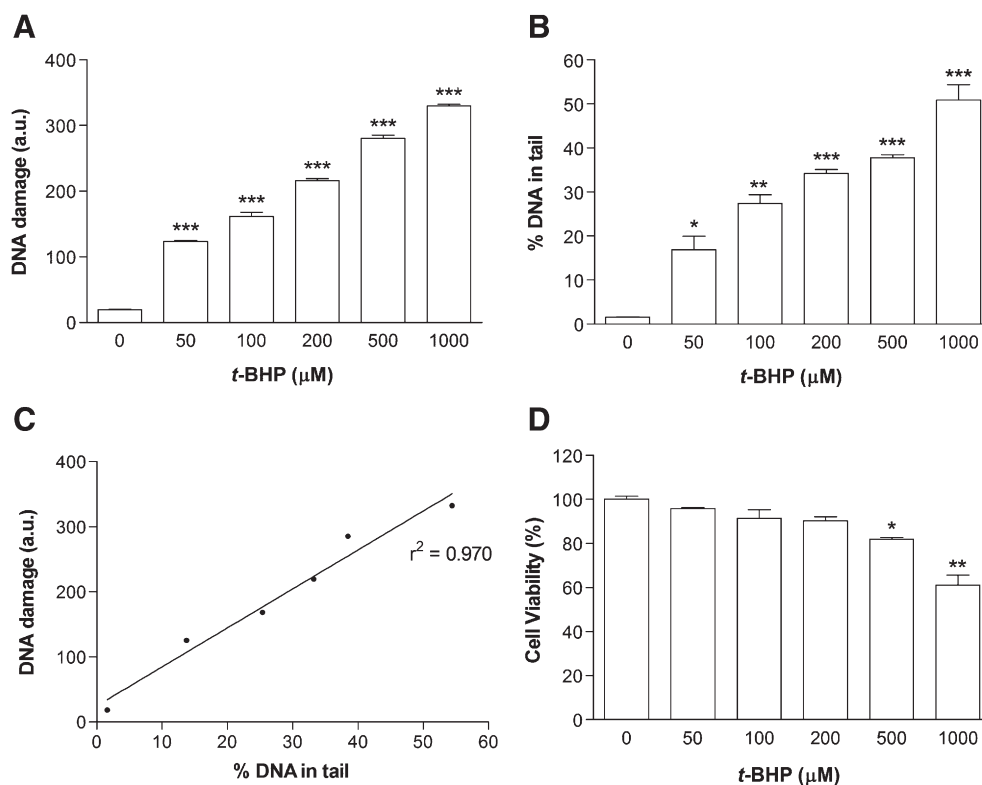 A
DNA damage (a.u.)
400
300
200
100
0
***
***
***
***
***
0 50 100 200 500 1000
t-BHP (μM)
B
% DNA in tail
60
50
40
30
20
10
0
*
**
***
***
***
0 50 100 200 500 1000
t-BHP (μM)
C
DNA damage (a.u.)
400
300
200
100
0
r² = 0.970
0 10 20 30 40 50 60
% DNA in tail
D
Cell Viability (%)
120
100
80
60
40
20
0
*
**
0 50 100 200 500 1000
t-BHP (μM)